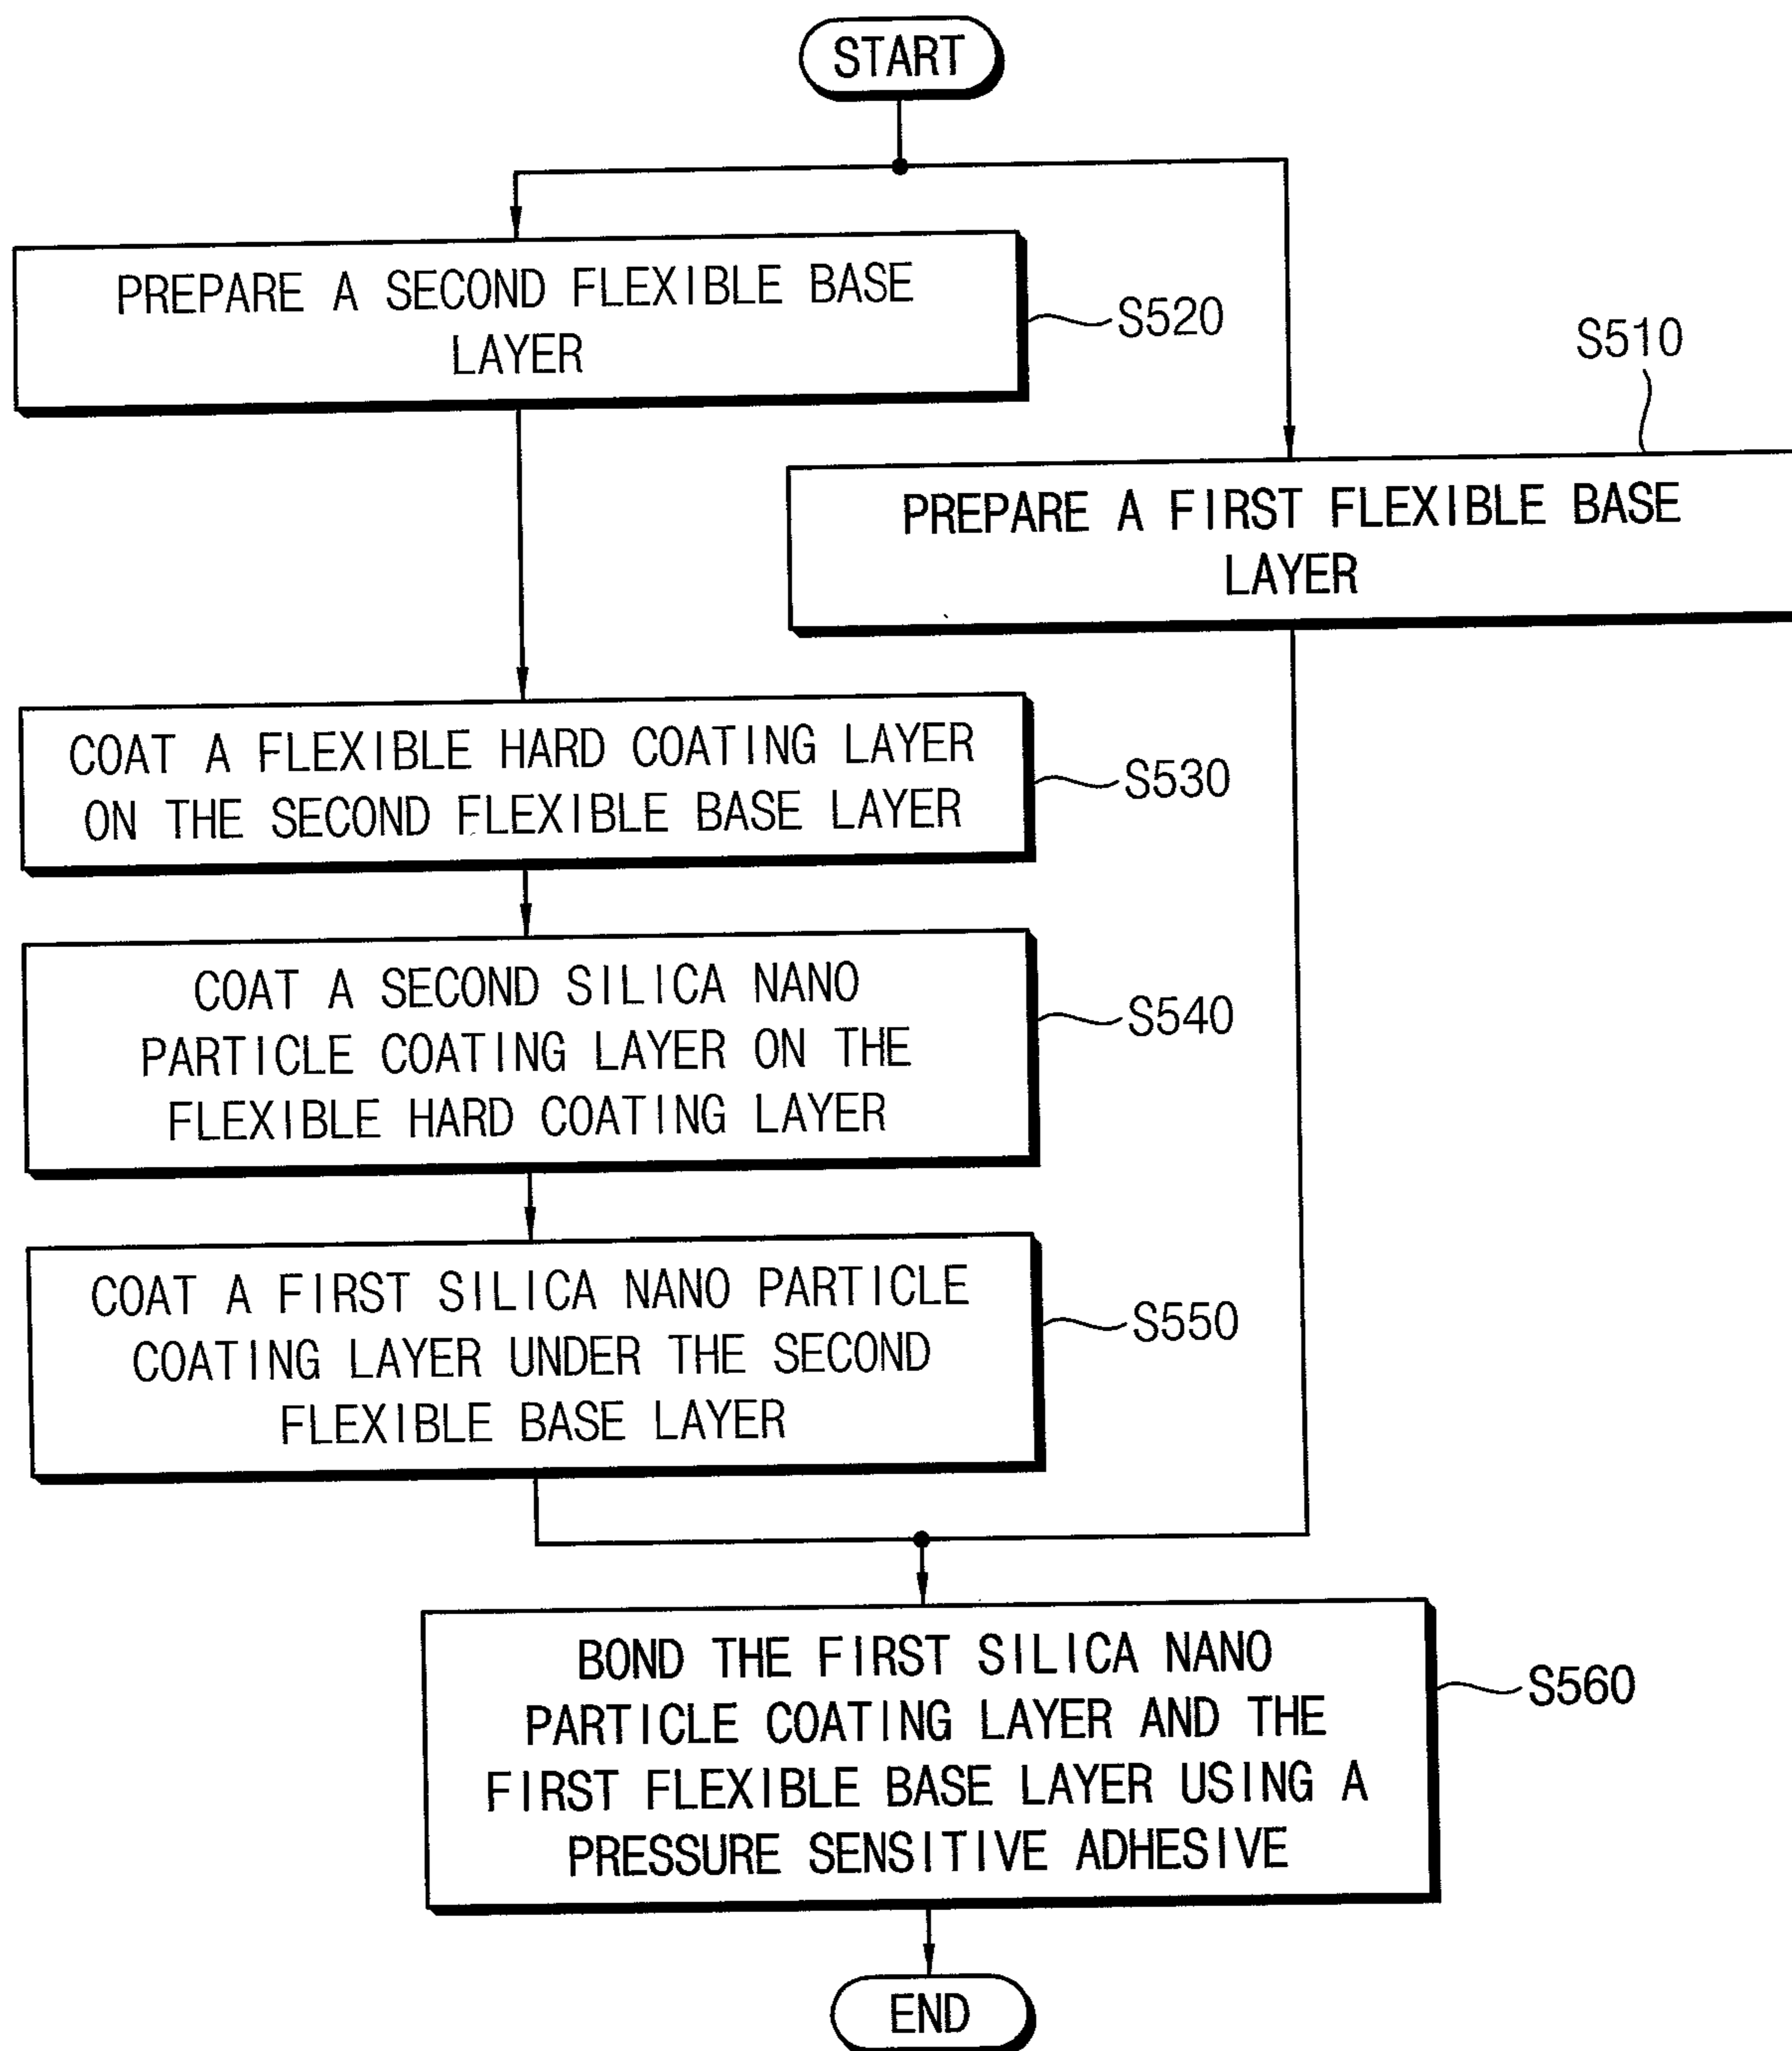 START
PREPARE A SECOND FLEXIBLE BASE
LAYER
S520
S510
PREPARE A FIRST FLEXIBLE BASE
LAYER
COAT A FLEXIBLE HARD COATING LAYER
ON THE SECOND FLEXIBLE BASE LAYER
S530
COAT A SECOND SILICA NANO
PARTICLE COATING LAYER ON THE
FLEXIBLE HARD COATING LAYER
S540
COAT A FIRST SILICA NANO PARTICLE
COATING LAYER UNDER THE SECOND
FLEXIBLE BASE LAYER
S550
BOND THE FIRST SILICA NANO
PARTICLE COATING LAYER AND THE
FIRST FLEXIBLE BASE LAYER USING A
PRESSURE SENSITIVE ADHESIVE
S560
END